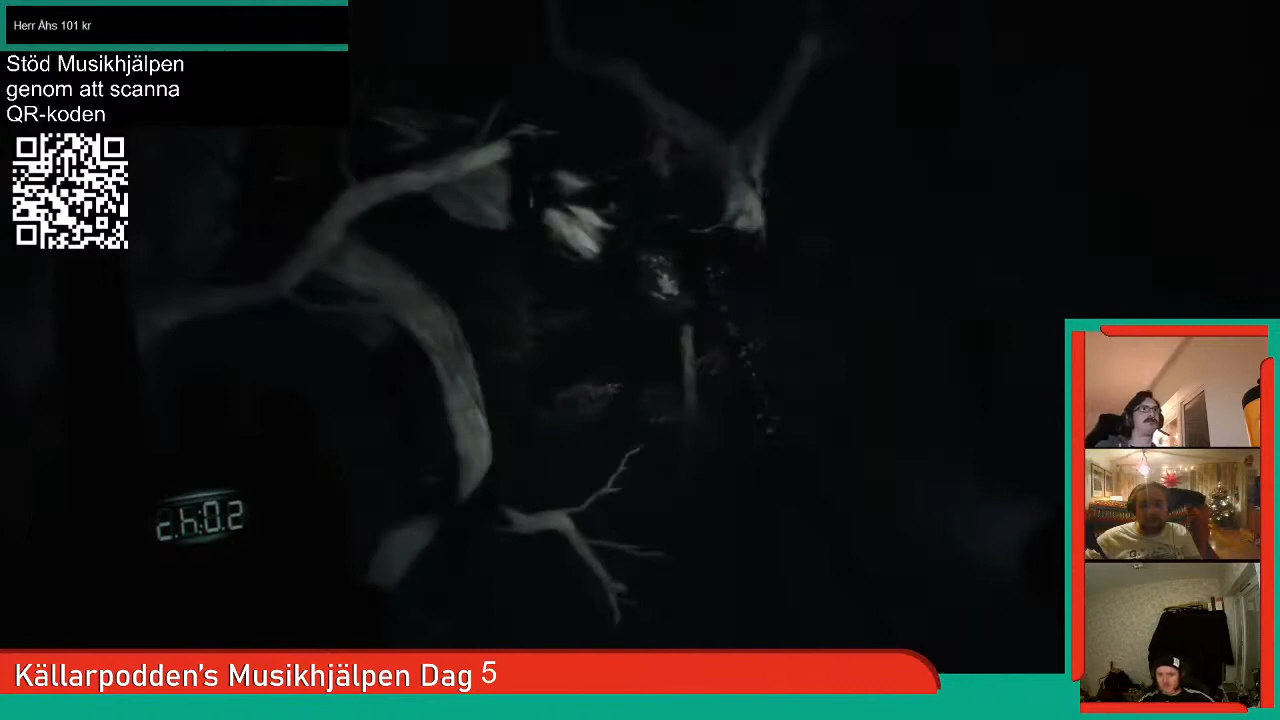 Herr Åhs 101 kr
Stöd Musikhjälpen
genom att scanna
QR-koden
Källarpodden's Musikhjälpen Dag 5